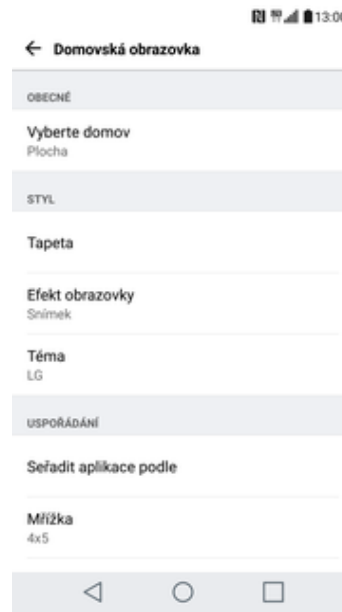 13:00
Domovská obrazovka
OBECNÉ
Vyberte domov
Plocha
STYL
Tapeta
Efekt obrazovky
Snímek
Téma
LG
USPOŘÁDÁNÍ
Seřadit aplikace podle
Mřížka
4x5